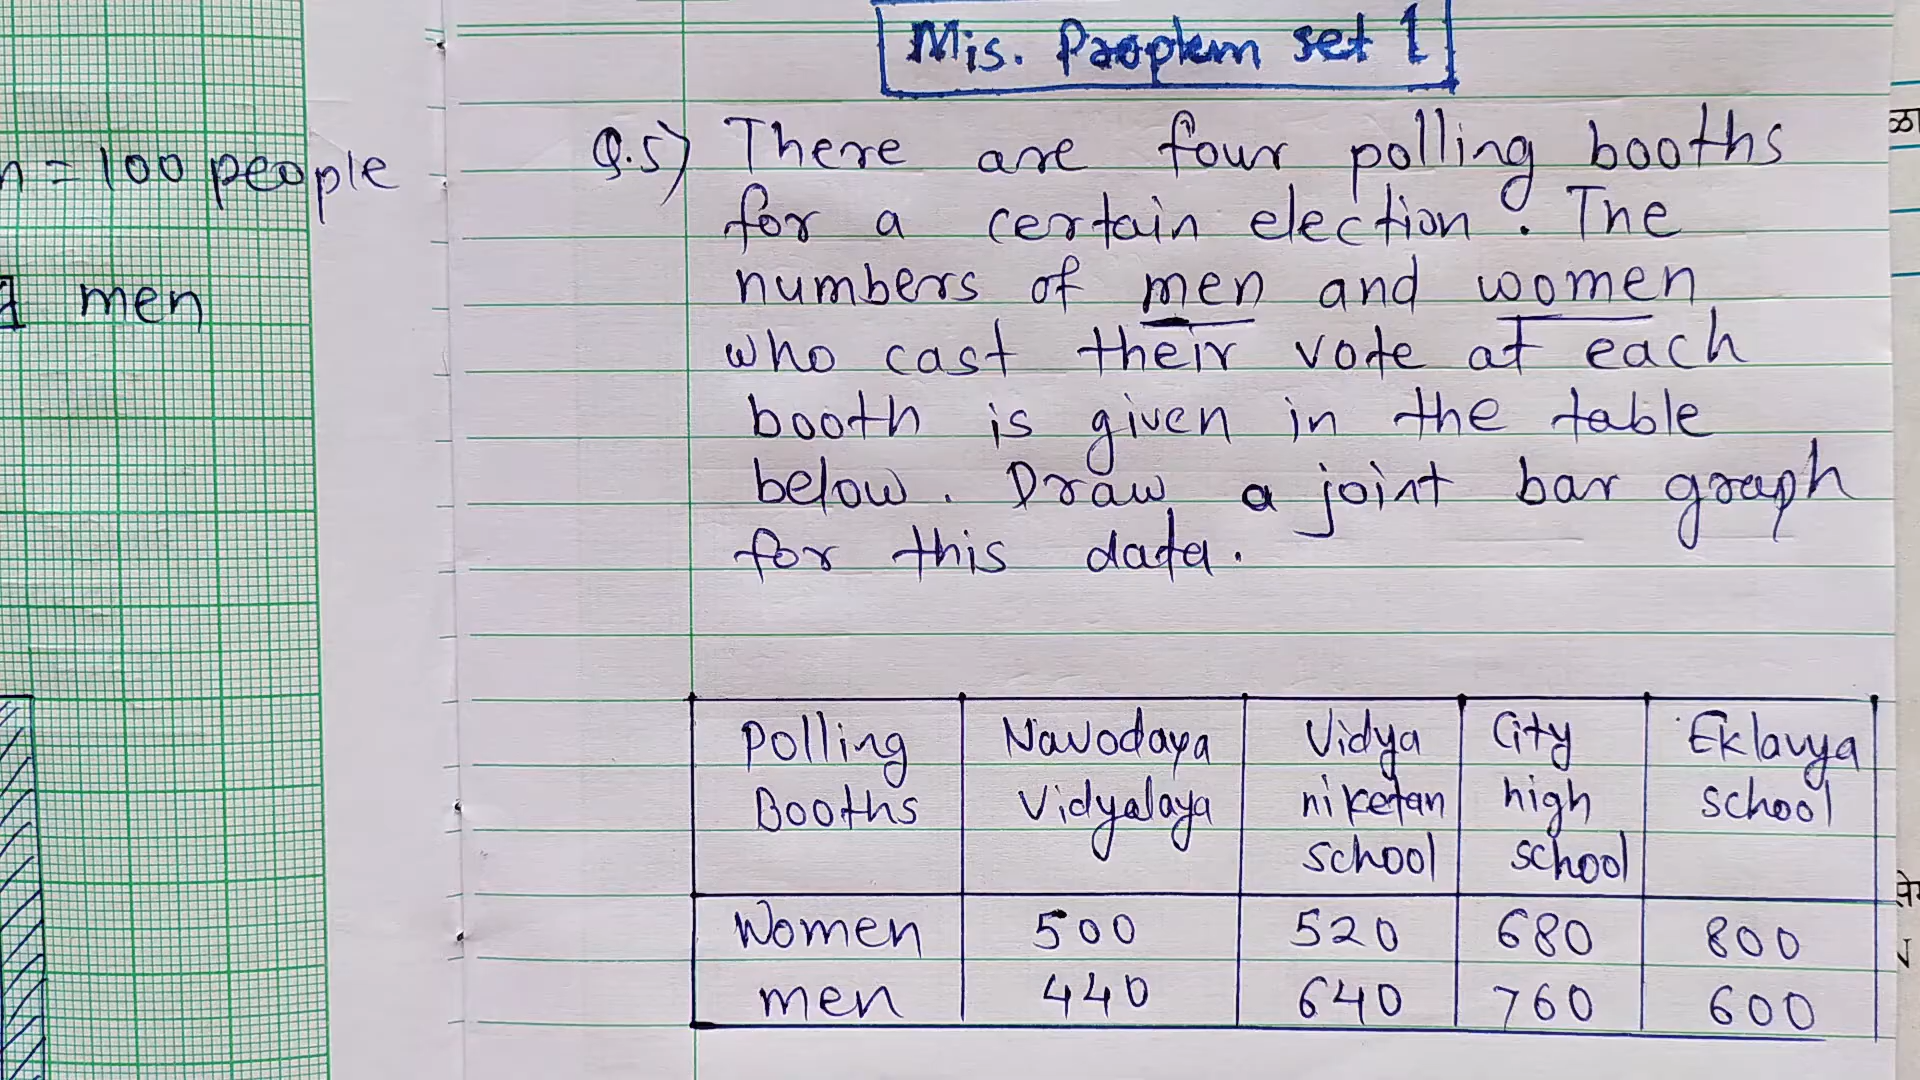 Mis. Problem set 1
n = 100 people
men
Q.5) There are four polling booths
for a certain election. The
numbers of men and women
who cast their vote at each
booth is given in the table
below. Draw a joint bar graph
for this data.
Polling Booths Navodaya Vidyalaya Vidya niketan school City high school Eklavya school
Women 500 520 680 800
men 440 640 760 600